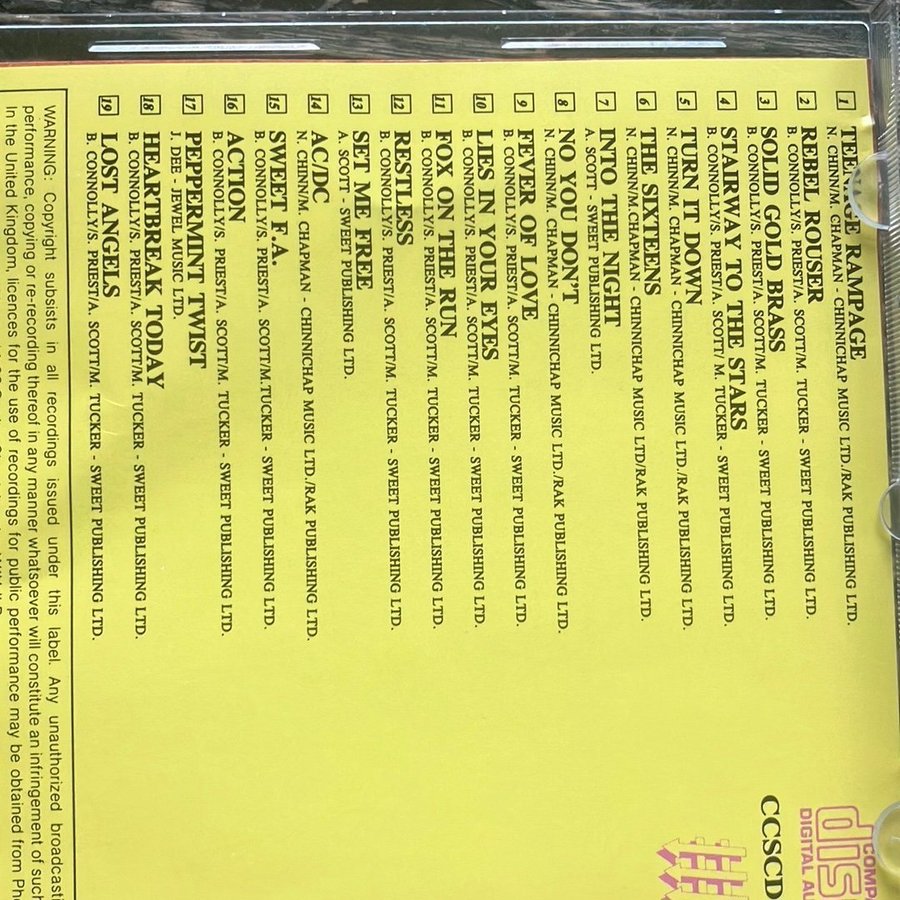 1 TEENAGE RAMPAGE
N. CHINN/M. CHAPMAN - CHINNICHAP MUSIC LTD./RAK PUBLISHING LTD.
2 REBEL ROUSER
B. CONNOLLY/S. PRIEST/A. SCOTT/M. TUCKER - SWEET PUBLISHING LTD.
3 SOLID GOLD BRASS
B. CONNOLLY/S. PRIEST/A. SCOTT/M. TUCKER - SWEET PUBLISHING LTD.
4 STAIRWAY TO THE STARS
B. CONNOLLY/S. PRIEST/A. SCOTT/ M. TUCKER - SWEET PUBLISHING LTD.
5 TURN IT DOWN
N. CHINN/M. CHAPMAN - CHINNICHAP MUSIC LTD./RAK PUBLISHING LTD.
6 THE SIXTEENS
N. CHINN/M.CHAPMAN - CHINNICHAP MUSIC LTD/RAK PUBLISHING LTD.
7 INTO THE NIGHT
A. SCOTT - SWEET PUBLISHING LTD.
8 NO YOU DON'T
N. CHINN/M. CHAPMAN - CHINNICHAP MUSIC LTD./RAK PUBLISHING LTD.
9 FEVER OF LOVE
B. CONNOLLY/S. PRIEST/A. SCOTT/M. TUCKER - SWEET PUBLISHING LTD.
10 LIES IN YOUR EYES
B. CONNOLLY/S. PRIEST/A. SCOTT/M. TUCKER - SWEET PUBLISHING LTD.
11 FOX ON THE RUN
B. CONNOLLY/S. PRIEST/A. SCOTT/M. TUCKER - SWEET PUBLISHING LTD.
12 RESTLESS
B. CONNOLLY/S. PRIEST/A. SCOTT/M. TUCKER - SWEET PUBLISHING LTD.
13 SET ME FREE
A. SCOTT - SWEET PUBLISHING LTD.
14 AC/DC
N. CHINN/M. CHAPMAN - CHINNICHAP MUSIC LTD./RAK PUBLISHING LTD.
15 SWEET F.A.
B. CONNOLLY/S. PRIEST/A. SCOTT/M.TUCKER - SWEET PUBLISHING LTD.
16 ACTION
B. CONNOLLY/S. PRIEST/A. SCOTT/M. TUCKER - SWEET PUBLISHING LTD.
17 PEPPERMINT TWIST
J. DEE - JEWEL MUSIC LTD.
18 HEARTBREAK TODAY
B. CONNOLLY/S. PRIEST/A. SCOTT/M. TUCKER - SWEET PUBLISHING LTD.
19 LOST ANGELS
B. CONNOLLY/S. PRIEST/A. SCOTT/M. TUCKER - SWEET PUBLISHING LTD.
COMP
dis
DIGITAL AU
CCSCD
WARNING: Copyright subsists in all recordings issued under this label. Any unauthorized broadcasti
performance, copying or re-recording thereof in any manner whatsoever will constitute an infringement of such
In the United Kingdom, licences for the use of recordings for public performance may be obtained from Pho